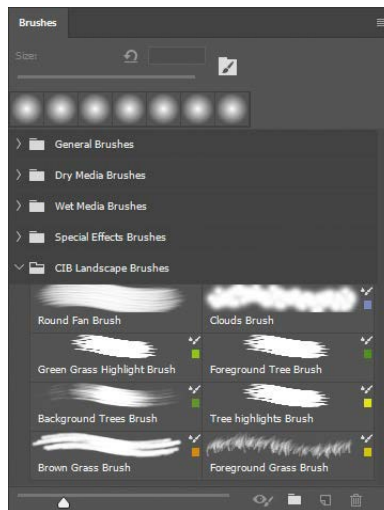 Brushes
Size:
General Brushes
Dry Media Brushes
Wet Media Brushes
Special Effects Brushes
CIB Landscape Brushes
Round Fan Brush
Clouds Brush
Green Grass Highlight Brush
Foreground Tree Brush
Background Trees Brush
Tree highlights Brush
Brown Grass Brush
Foreground Grass Brush